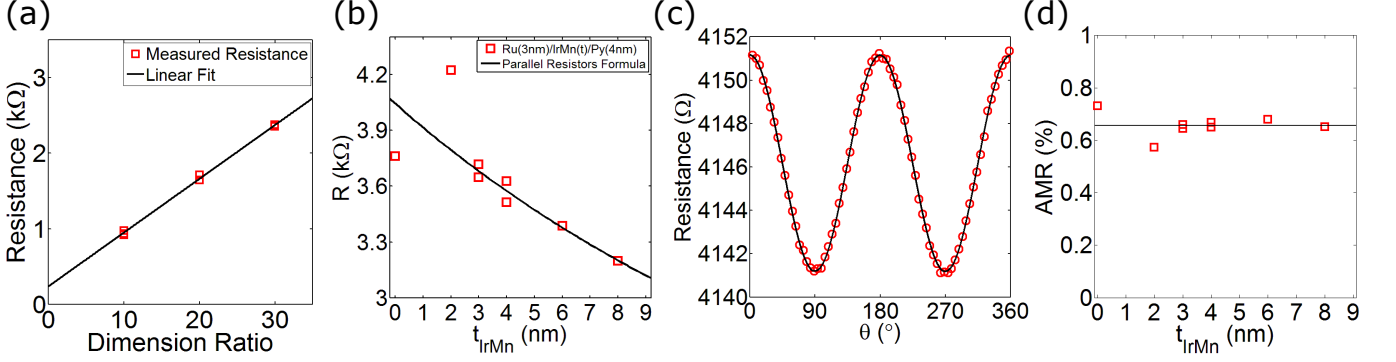 (a)
Resistance (kΩ)
3
2
1
0
Measured Resistance
Linear Fit
0 10 20 30
Dimension Ratio
(b)
R (kΩ)
4.2
3.9
3.6
3.3
3
Ru(3nm)/IrMn(t)/Py(4nm)
Parallel Resistors Formula
0 1 2 3 4 5 6 7 8 9
tIrMn (nm)
(c)
Resistance (Ω)
4152
4150
4148
4146
4144
4142
4140
0 90 180 270 360
θ (°)
(d)
AMR (%)
1
0.8
0.6
0.4
0.2
0
0 1 2 3 4 5 6 7 8 9
tIrMn (nm)